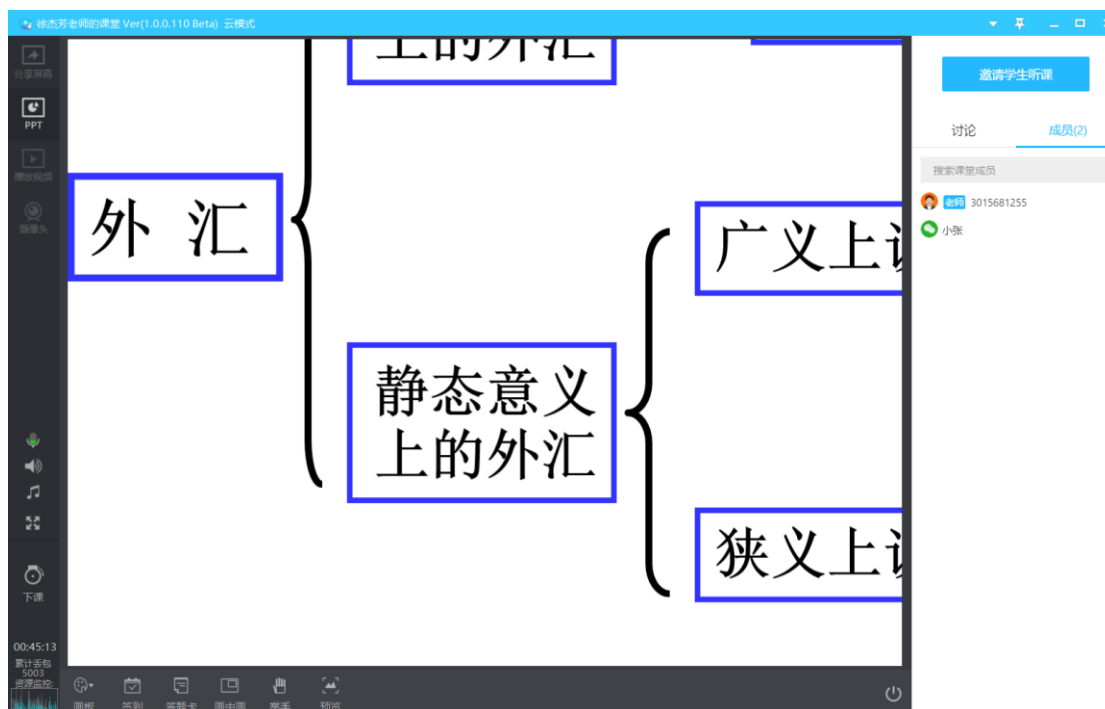 徐杰芳老师的课堂 Ver(1.0.0.110 Beta) 云模式
分享屏幕
PPT
播放视频
摄像头
下课
00:45:13
累计丢包
5003
资源监控:
上的外汇
外 汇
静态意义
上的外汇
广义上
狭义上
画板
签到
答题卡
画中画
举手
预览
邀请学生听课
讨论
成员(2)
搜索课堂成员
老师 3015681255
小张